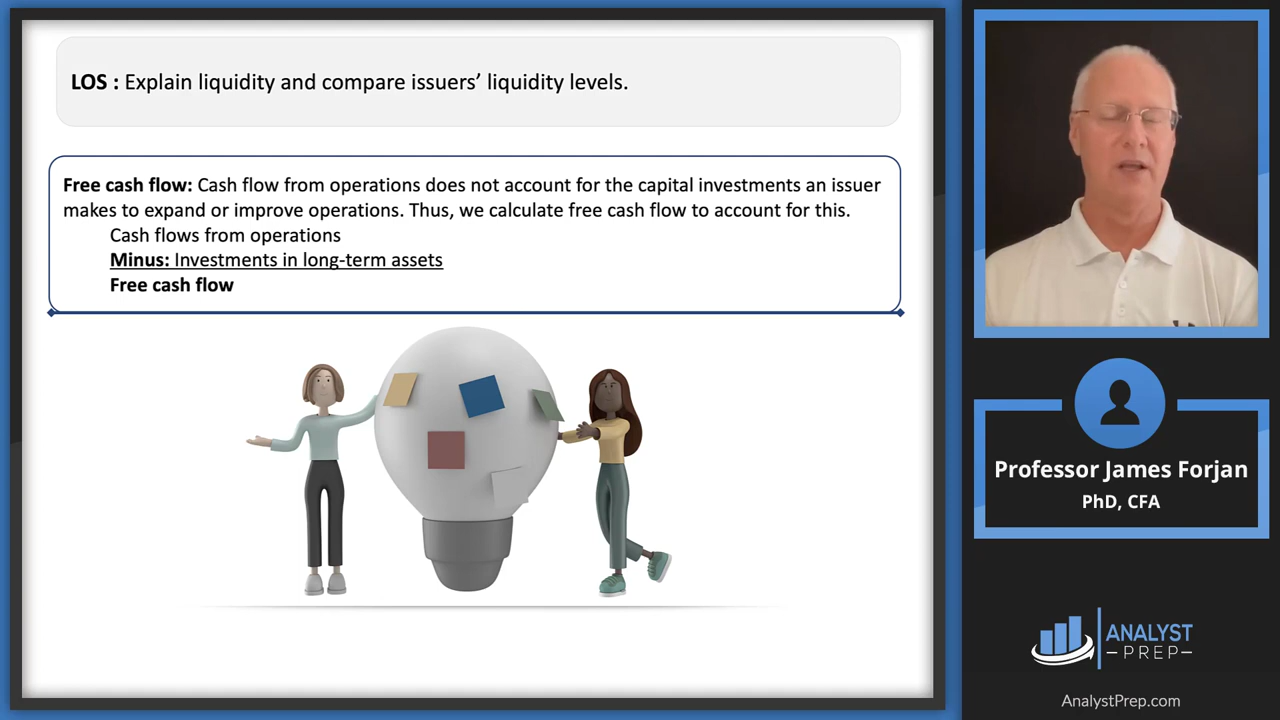 LOS : Explain liquidity and compare issuers’ liquidity levels.
Free cash flow: Cash flow from operations does not account for the capital investments an issuer
makes to expand or improve operations. Thus, we calculate free cash flow to account for this.
Cash flows from operations
Minus: Investments in long-term assets
Free cash flow
Professor James Forjan
PhD, CFA
ANALYST
PREP
AnalystPrep.com